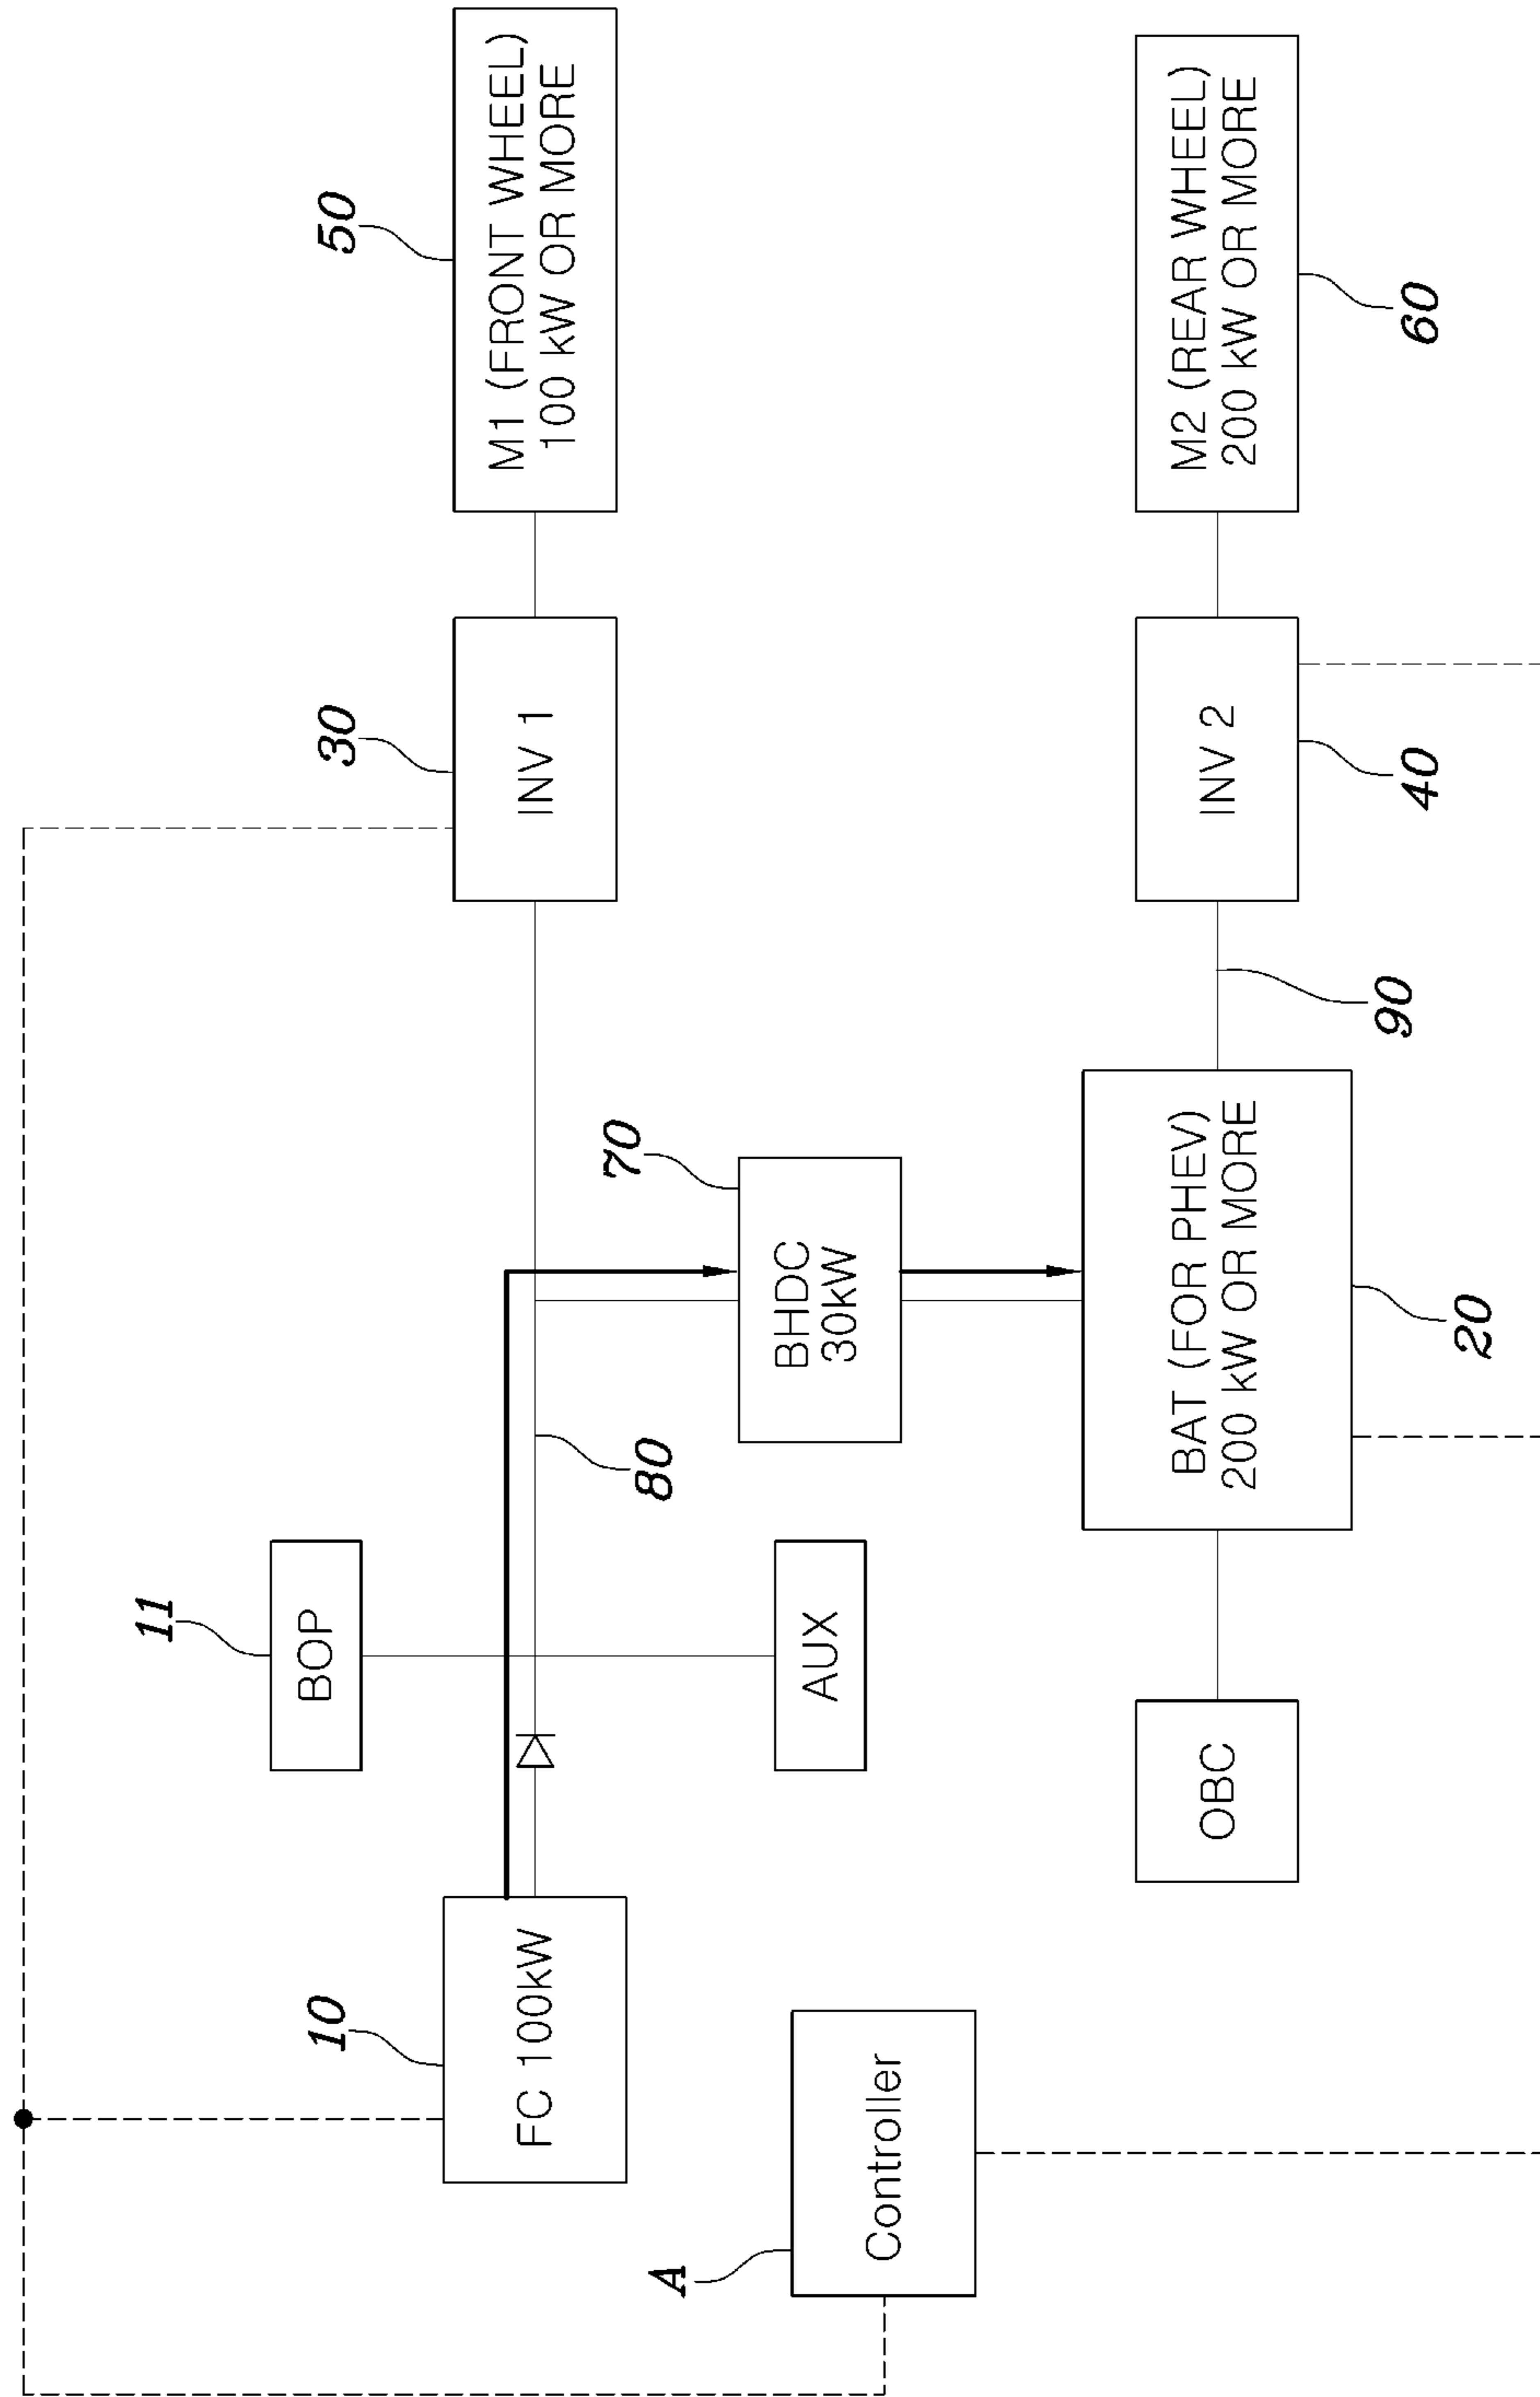 50
M1 (FRONT WHEEL)
100 kW OR MORE
30
INV 1
11
BOP
10
FC 100kW
80
AUX
70
BHDC
30kW
A
Controller
OBC
BAT (FOR PHEV)
200 kW OR MORE
20
90
INV 2
40
M2 (REAR WHEEL)
200 kW OR MORE
60